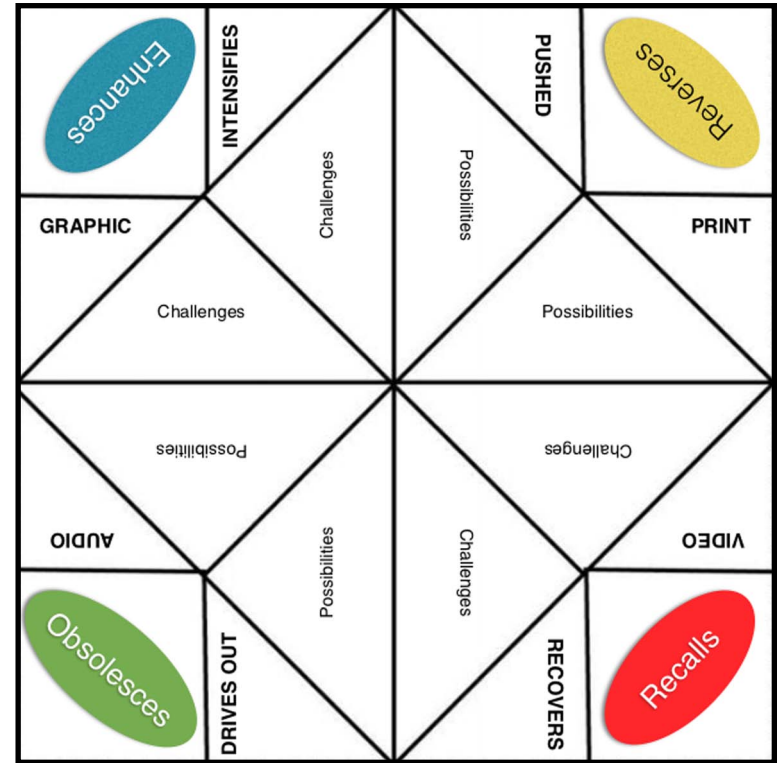 Enhances
INTENSIFIES
PUSHED
Reverses
GRAPHIC
Challenges
Possibilities
PRINT
Challenges
Possibilities
Possibilities
Challenges
AUDIO
Possibilities
Challenges
VIDEO
Obsolesces
DRIVES OUT
RECOVERS
Recalls